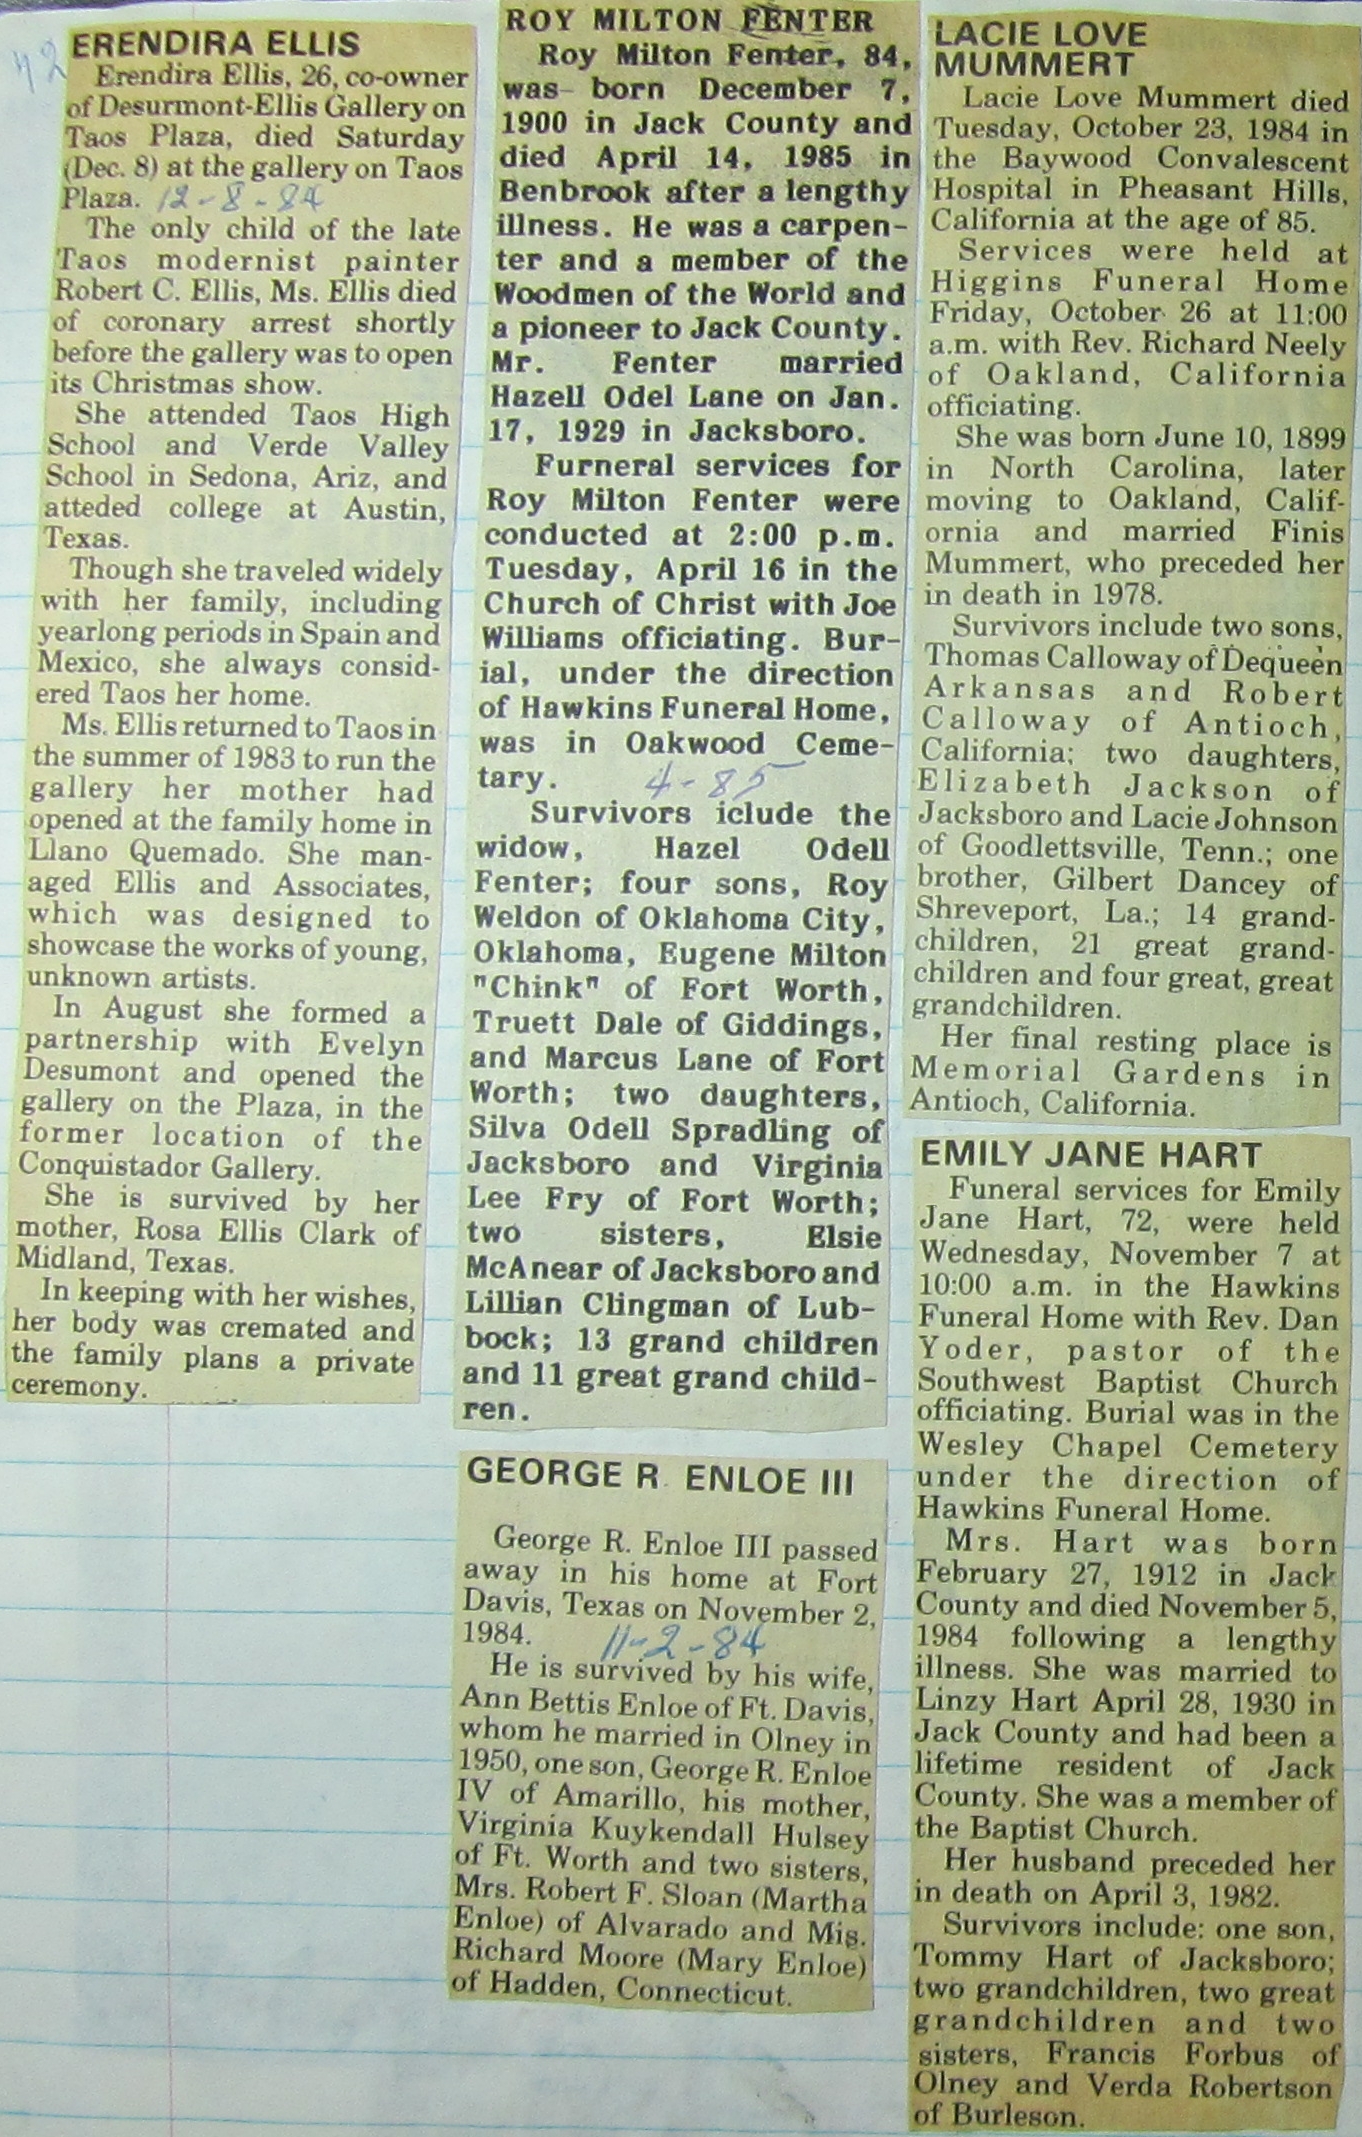 42
ERENDIRA ELLIS
Erendira Ellis, 26, co-owner
of Desurmont-Ellis Gallery on
Taos Plaza, died Saturday
(Dec. 8) at the gallery on Taos
Plaza. 12-8-84
The only child of the late
Taos modernist painter
Robert C. Ellis, Ms. Ellis died
of coronary arrest shortly
before the gallery was to open
its Christmas show.
She attended Taos High
School and Verde Valley
School in Sedona, Ariz, and
atteded college at Austin,
Texas.
Though she traveled widely
with her family, including
yearlong periods in Spain and
Mexico, she always consid-
ered Taos her home.
Ms. Ellis returned to Taos in
the summer of 1983 to run the
gallery her mother had
opened at the family home in
Llano Quemado. She man-
aged Ellis and Associates,
which was designed to
showcase the works of young,
unknown artists.
In August she formed a
partnership with Evelyn
Desumont and opened the
gallery on the Plaza, in the
former location of the
Conquistador Gallery.
She is survived by her
mother, Rosa Ellis Clark of
Midland, Texas.
In keeping with her wishes,
her body was cremated and
the family plans a private
ceremony.
ROY MILTON FENTER
Roy Milton Fenter, 84,
was born December 7,
1900 in Jack County and
died April 14, 1985 in
Benbrook after a lengthy
illness. He was a carpen-
ter and a member of the
Woodmen of the World and
a pioneer to Jack County.
Mr. Fenter married
Hazell Odel Lane on Jan.
17, 1929 in Jacksboro.
Furneral services for
Roy Milton Fenter were
conducted at 2:00 p.m.
Tuesday, April 16 in the
Church of Christ with Joe
Williams officiating. Bur-
ial, under the direction
of Hawkins Funeral Home,
was in Oakwood Ceme-
tary. 4-85
Survivors iclude the
widow, Hazel Odell
Fenter; four sons, Roy
Weldon of Oklahoma City,
Oklahoma, Eugene Milton
"Chink" of Fort Worth,
Truett Dale of Giddings,
and Marcus Lane of Fort
Worth; two daughters,
Silva Odell Spradling of
Jacksboro and Virginia
Lee Fry of Fort Worth;
two sisters, Elsie
McAnear of Jacksboro and
Lillian Clingman of Lub-
bock; 13 grand children
and 11 great grand child-
ren.
GEORGE R. ENLOE III
George R. Enloe III passed
away in his home at Fort
Davis, Texas on November 2,
1984. 11-2-84
He is survived by his wife,
Ann Bettis Enloe of Ft. Davis,
whom he married in Olney in
1950, one son, George R. Enloe
IV of Amarillo, his mother,
Virginia Kuykendall Hulsey
of Ft. Worth and two sisters,
Mrs. Robert F. Sloan (Martha
Enloe) of Alvarado and Mis.
Richard Moore (Mary Enloe)
of Hadden, Connecticut.
LACIE LOVE
MUMMERT
Lacie Love Mummert died
Tuesday, October 23, 1984 in
the Baywood Convalescent
Hospital in Pheasant Hills,
California at the age of 85.
Services were held at
Higgins Funeral Home
Friday, October 26 at 11:00
a.m. with Rev. Richard Neely
of Oakland, California
officiating.
She was born June 10, 1899
in North Carolina, later
moving to Oakland, Calif-
ornia and married Finis
Mummert, who preceded her
in death in 1978.
Survivors include two sons,
Thomas Calloway of Dequeen
Arkansas and Robert
Calloway of Antioch,
California; two daughters,
Elizabeth Jackson of
Jacksboro and Lacie Johnson
of Goodlettsville, Tenn.; one
brother, Gilbert Dancey of
Shreveport, La.; 14 grand-
children, 21 great grand-
children and four great, great
grandchildren.
Her final resting place is
Memorial Gardens in
Antioch, California.
EMILY JANE HART
Funeral services for Emily
Jane Hart, 72, were held
Wednesday, November 7 at
10:00 a.m. in the Hawkins
Funeral Home with Rev. Dan
Yoder, pastor of the
Southwest Baptist Church
officiating. Burial was in the
Wesley Chapel Cemetery
under the direction of
Hawkins Funeral Home.
Mrs. Hart was born
February 27, 1912 in Jack
County and died November 5,
1984 following a lengthy
illness. She was married to
Linzy Hart April 28, 1930 in
Jack County and had been a
lifetime resident of Jack
County. She was a member of
the Baptist Church.
Her husband preceded her
in death on April 3, 1982.
Survivors include: one son,
Tommy Hart of Jacksboro;
two grandchildren, two great
grandchildren and two
sisters, Francis Forbus of
Olney and Verda Robertson
of Burleson.